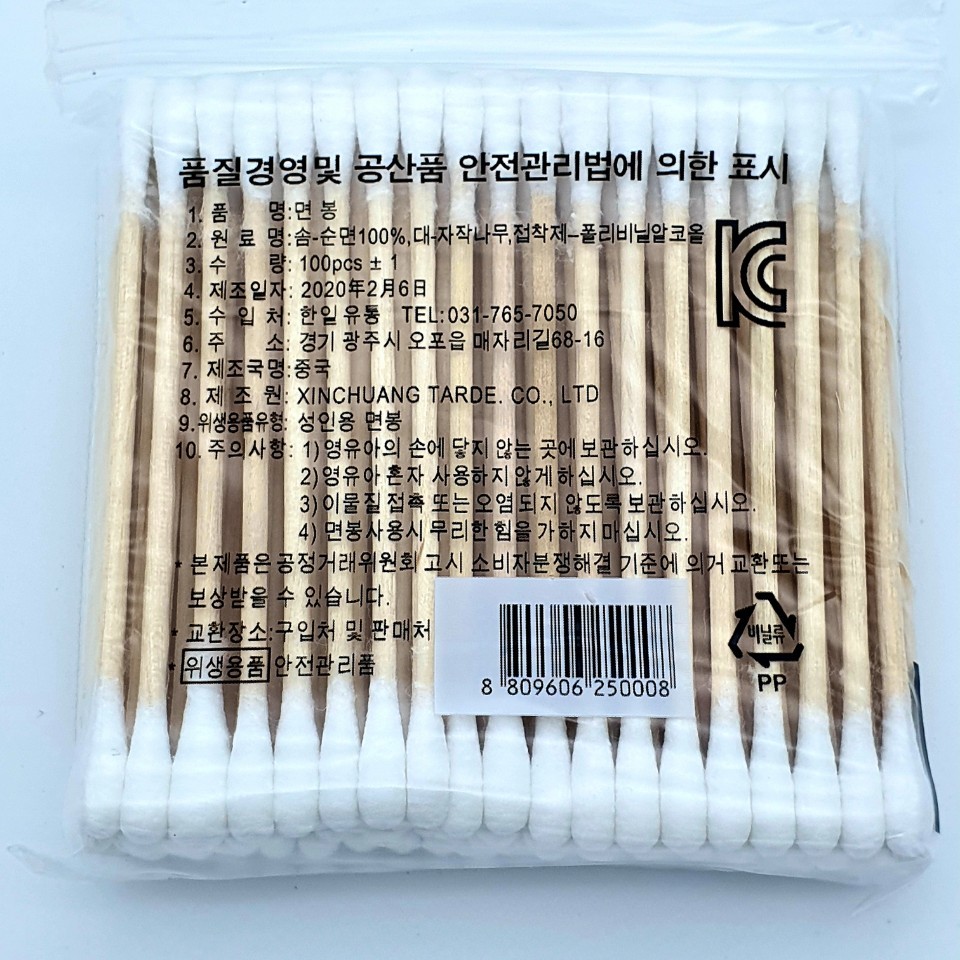 품질경영및 공산품 안전관리법에 의한 표시
1. 품 명:면 봉
2. 원 료 명:솜-순면100%,대-자작나무,접착제-폴리비닐알코올
3. 수 량: 100pcs ± 1
4. 제조일자: 2020年2月6日
5. 수 입 처: 한일유통 TEL:031-765-7050
6. 주 소: 경기 광주시 오포읍 매자리길68-16
7. 제조국명:중국
8. 제 조 원: XINCHUANG TARDE. CO., LTD
9.위생용품유형: 성인용 면봉
10. 주의사항: 1)영유아의 손에 닿지 않는 곳에보관하십시오.
2)영유아혼자 사용하지않게하십시오.
3)이물질접촉 또는오염되지 않도록보관하십시오.
4) 면봉사용시무리한힘을가하지마십시오.
* 본제품은공정거래위원회고시 소비자분쟁해결 기준에 의거교환또는
보상받을수 있습니다.
* 교환장소:구입처 및판매처
* 위생용품 안전관리품
KC
비닐류
PP
8 809606 250008